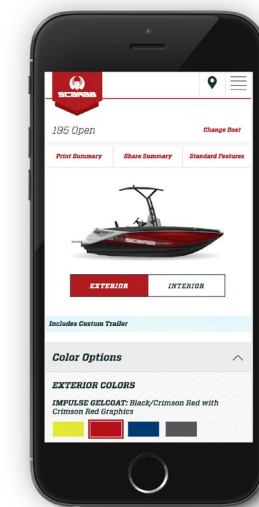 SCARAB
195 Open
Change Boat
Print Summary
Share Summary
Standard Features
SCARAB
EXTERIOR
INTERIOR
Includes Custom Trailer
Color Options
EXTERIOR COLORS
IMPULSE GELCOAT: Black/Crimson Red with
Crimson Red Graphics